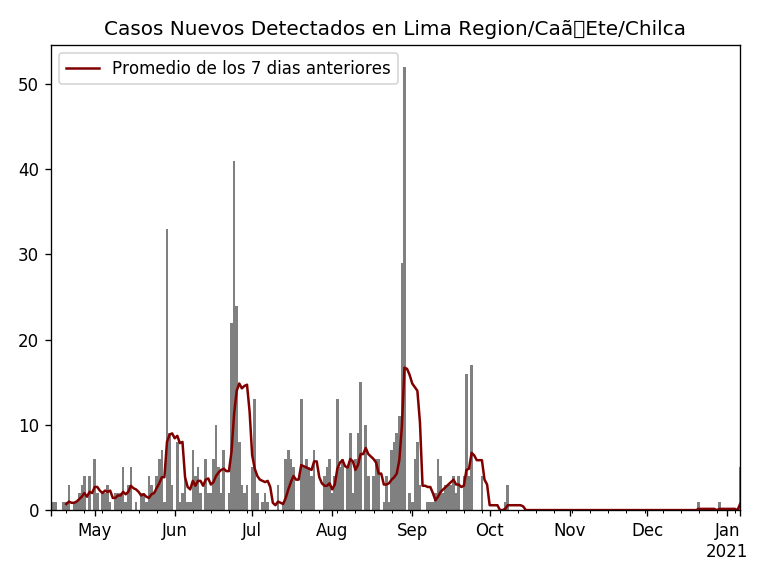 Casos Nuevos Detectados en Lima Region/Caã▯Ete/Chilca
Promedio de los 7 dias anteriores
50
40
30
20
10
0
May Jun Jul Aug Sep Oct Nov Dec Jan
2021